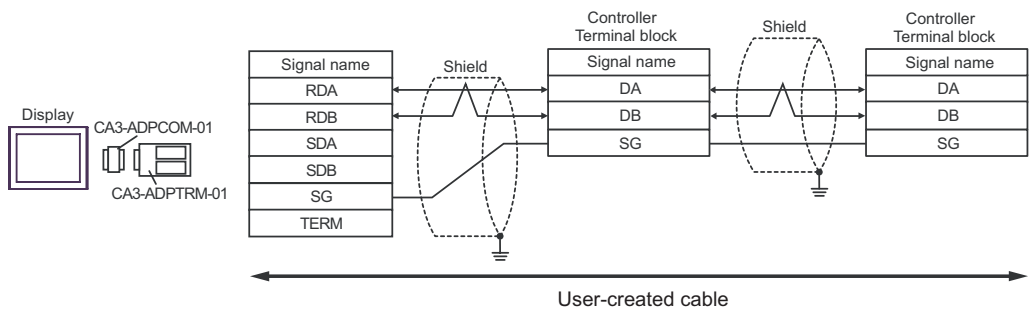 Display
CA3-ADPCOM-01
CA3-ADPTRM-01
Signal name
RDA
RDB
SDA
SDB
SG
TERM
Shield
Controller
Terminal block
Signal name
DA
DB
SG
Shield
Controller
Terminal block
Signal name
DA
DB
SG
User-created cable